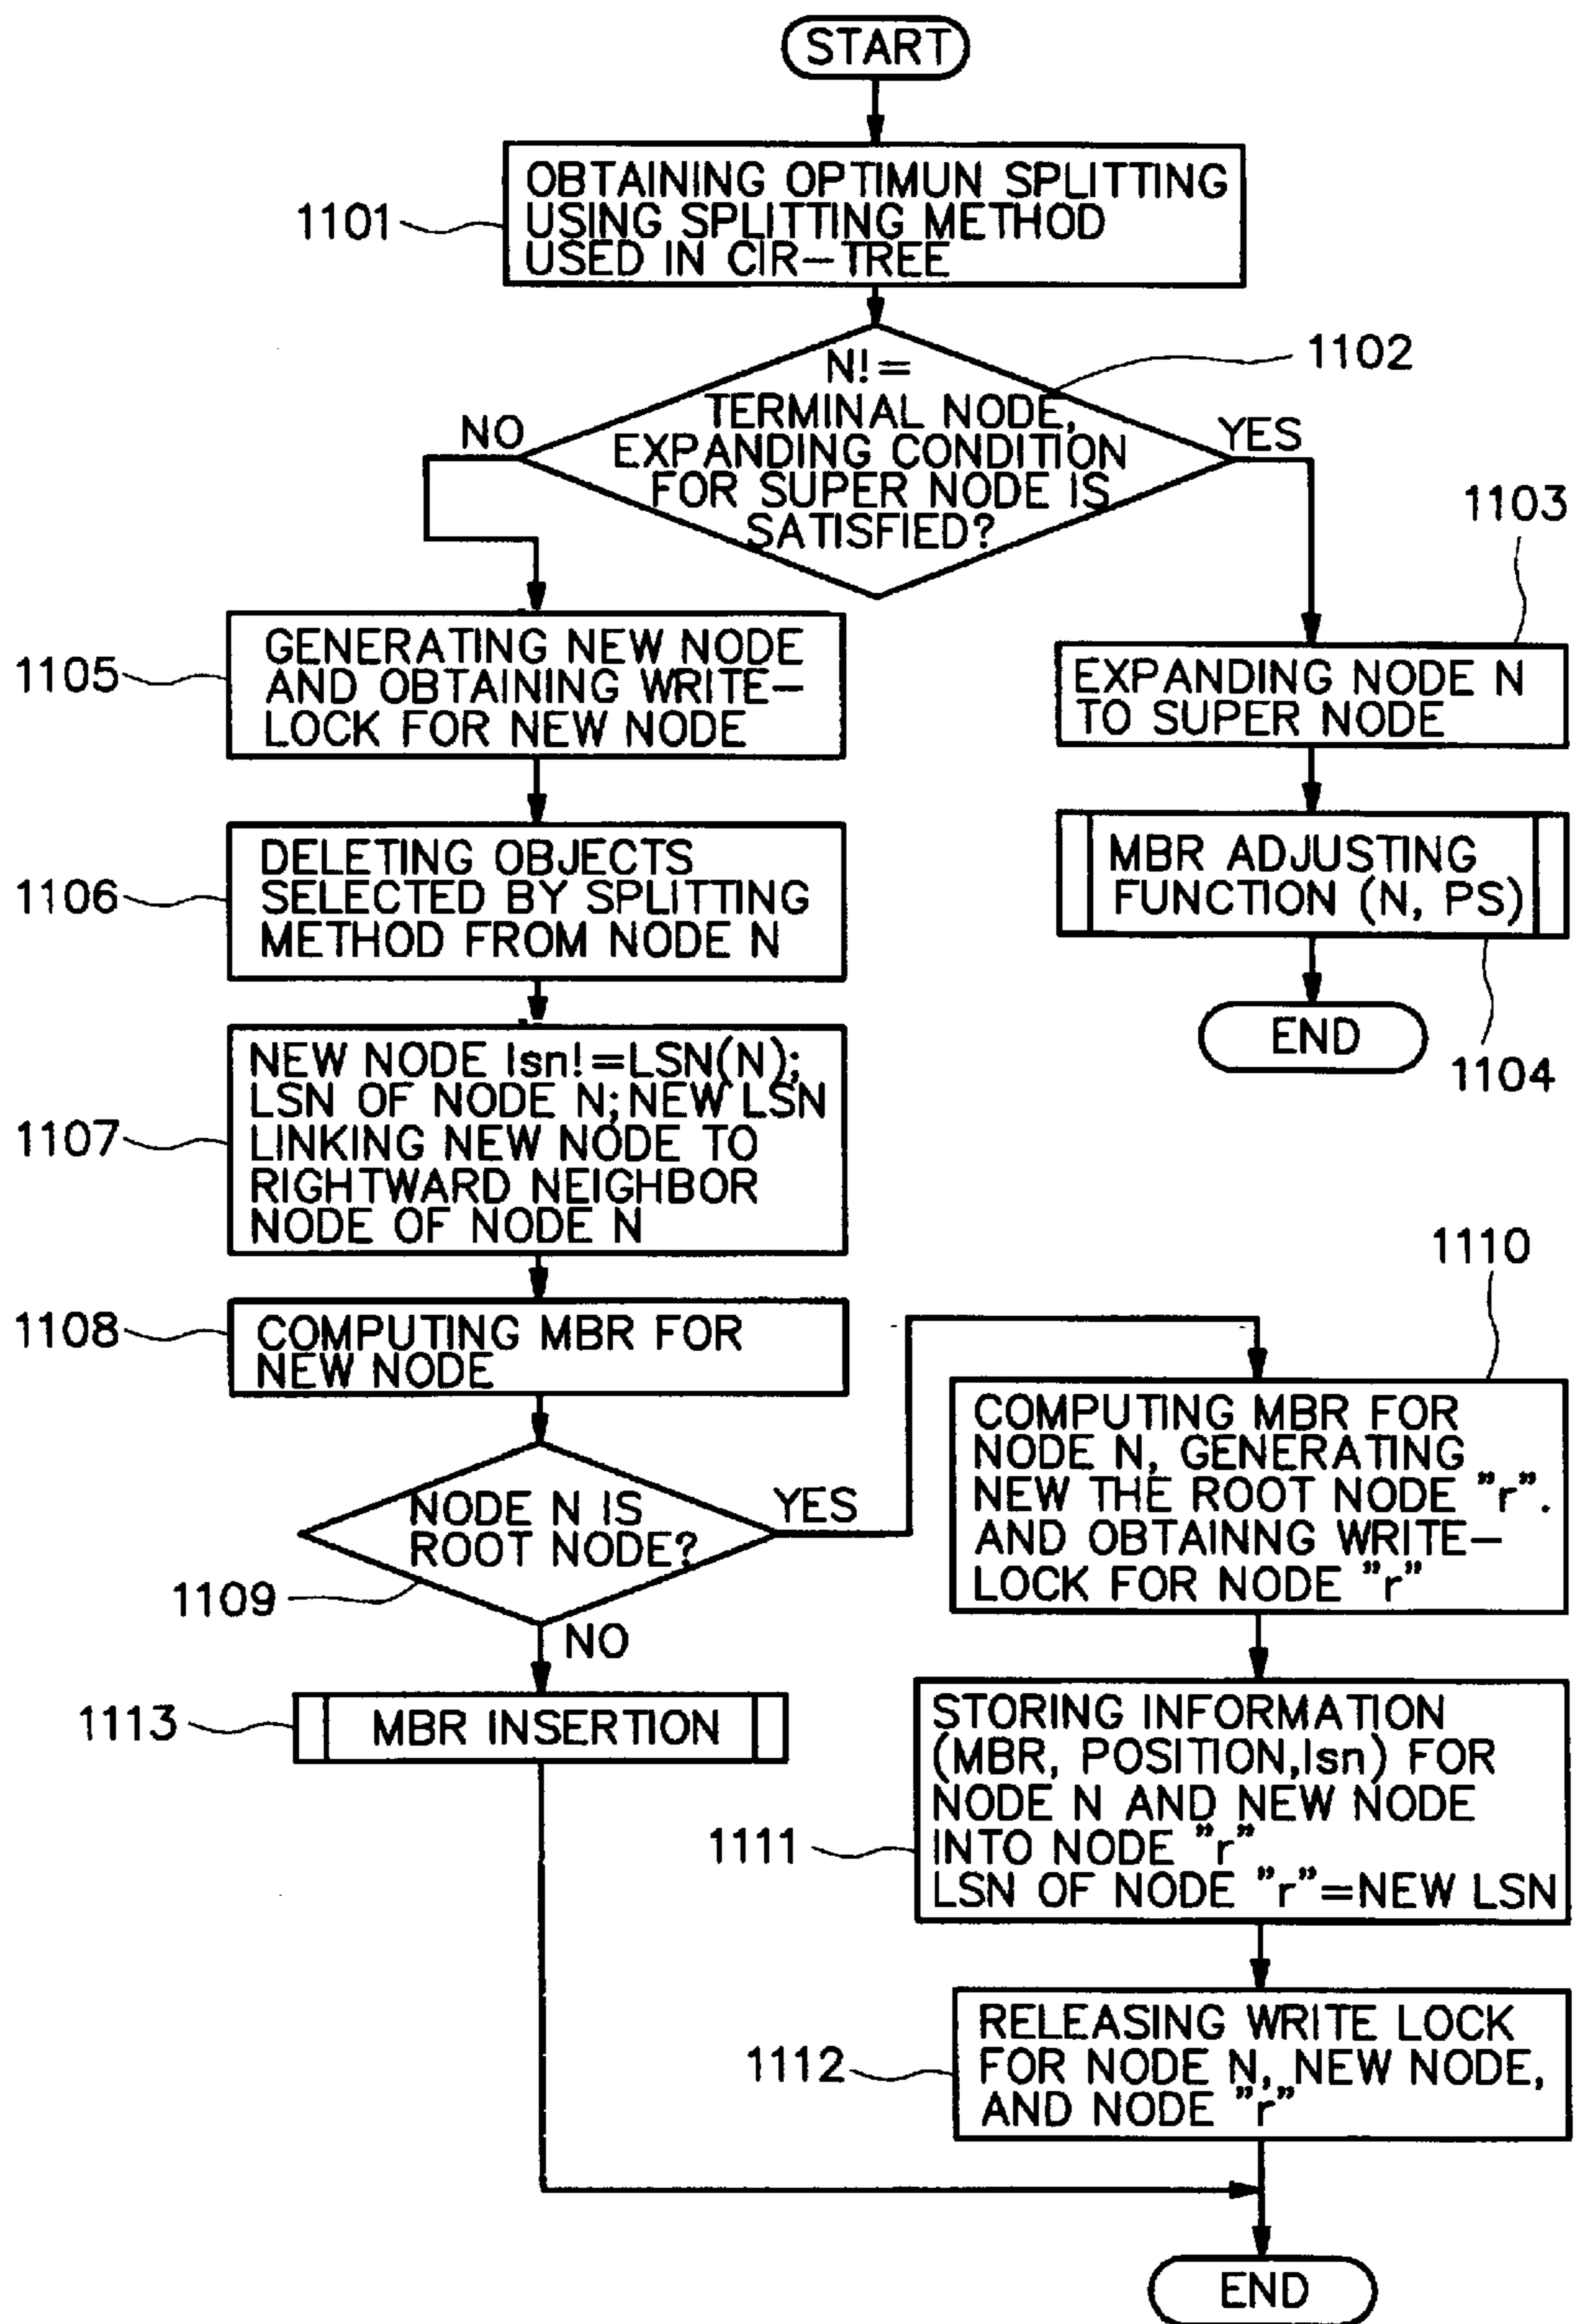 START
OBTAINING OPTIMUN SPLITTING
USING SPLITTING METHOD
USED IN CIR-TREE
1101
N!=
TERMINAL NODE,
EXPANDING CONDITION
FOR SUPER NODE IS
SATISFIED?
1102
NO
YES
1103
EXPANDING NODE N
TO SUPER NODE
MBR ADJUSTING
FUNCTION (N, PS)
1104
END
1105
GENERATING NEW NODE
AND OBTAINING WRITE-
LOCK FOR NEW NODE
1106
DELETING OBJECTS
SELECTED BY SPLITTING
METHOD FROM NODE N
1107
NEW NODE lsn!=LSN(N);
LSN OF NODE N;NEW LSN
LINKING NEW NODE TO
RIGHTWARD NEIGHBOR
NODE OF NODE N
1108
COMPUTING MBR FOR
NEW NODE
NODE N IS
ROOT NODE?
1109
YES
NO
1110
COMPUTING MBR FOR
NODE N, GENERATING
NEW THE ROOT NODE "r".
AND OBTAINNG WRITE-
LOCK FOR NODE "r"
1113
MBR INSERTION
1111
STORING INFORMATION
(MBR, POSITION,lsn) FOR
NODE N AND NEW NODE
INTO NODE "r"
LSN OF NODE "r"=NEW LSN
1112
RELEASING WRITE LOCK
FOR NODE N, NEW NODE,
AND NODE "r"
END